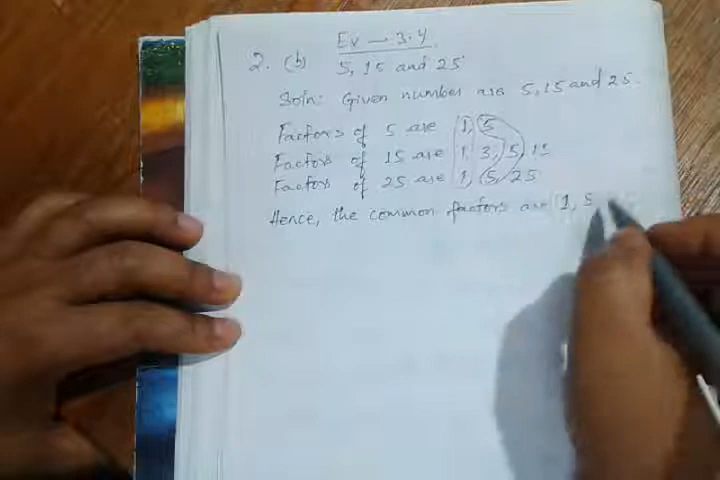 Ex - 3.4
2. (b) 5, 15 and 25
Soln: Given number are 5, 15 and 25.
Factors of 5 are 1, 5
Factors of 15 are 1, 3, 5, 15
Factors of 25 are 1, 5, 25
Hence, the common factors are 1, 5